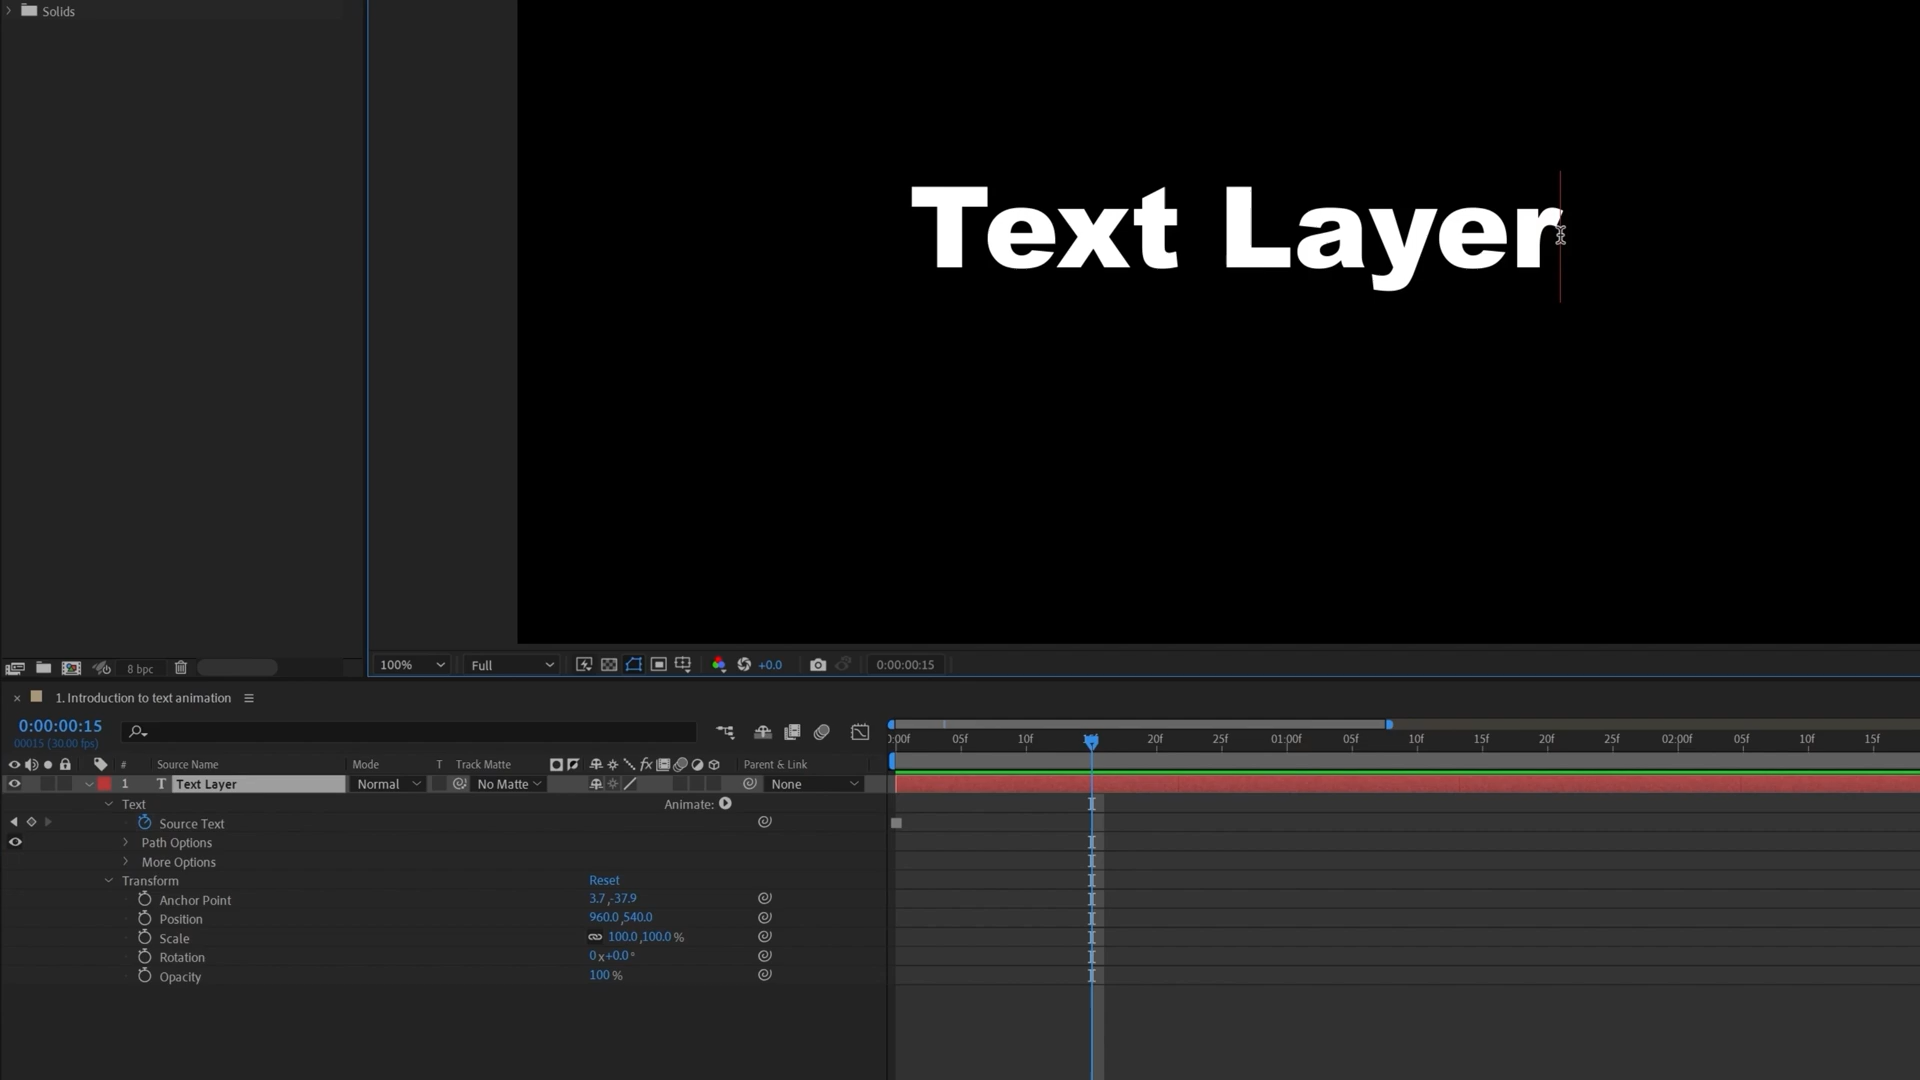 Solids
Text Layer
8 bpc
100%
Full
+0.0
0:00:00:15
1. Introduction to text animation
0:00:00:15
00015 (30.00 fps)
:00f 05f 10f 15f 20f 25f 01:00f 05f 10f 15f 20f 25f 02:00f 05f 10f 15f
# Source Name Mode T Track Matte fx Parent & Link
1 T Text Layer Normal No Matte None
Text Animate:
Source Text
Path Options
More Options
Transform Reset
Anchor Point 3.7,-37.9
Position 960.0,540.0
Scale 100.0,100.0 %
Rotation 0x+0.0°
Opacity 100 %